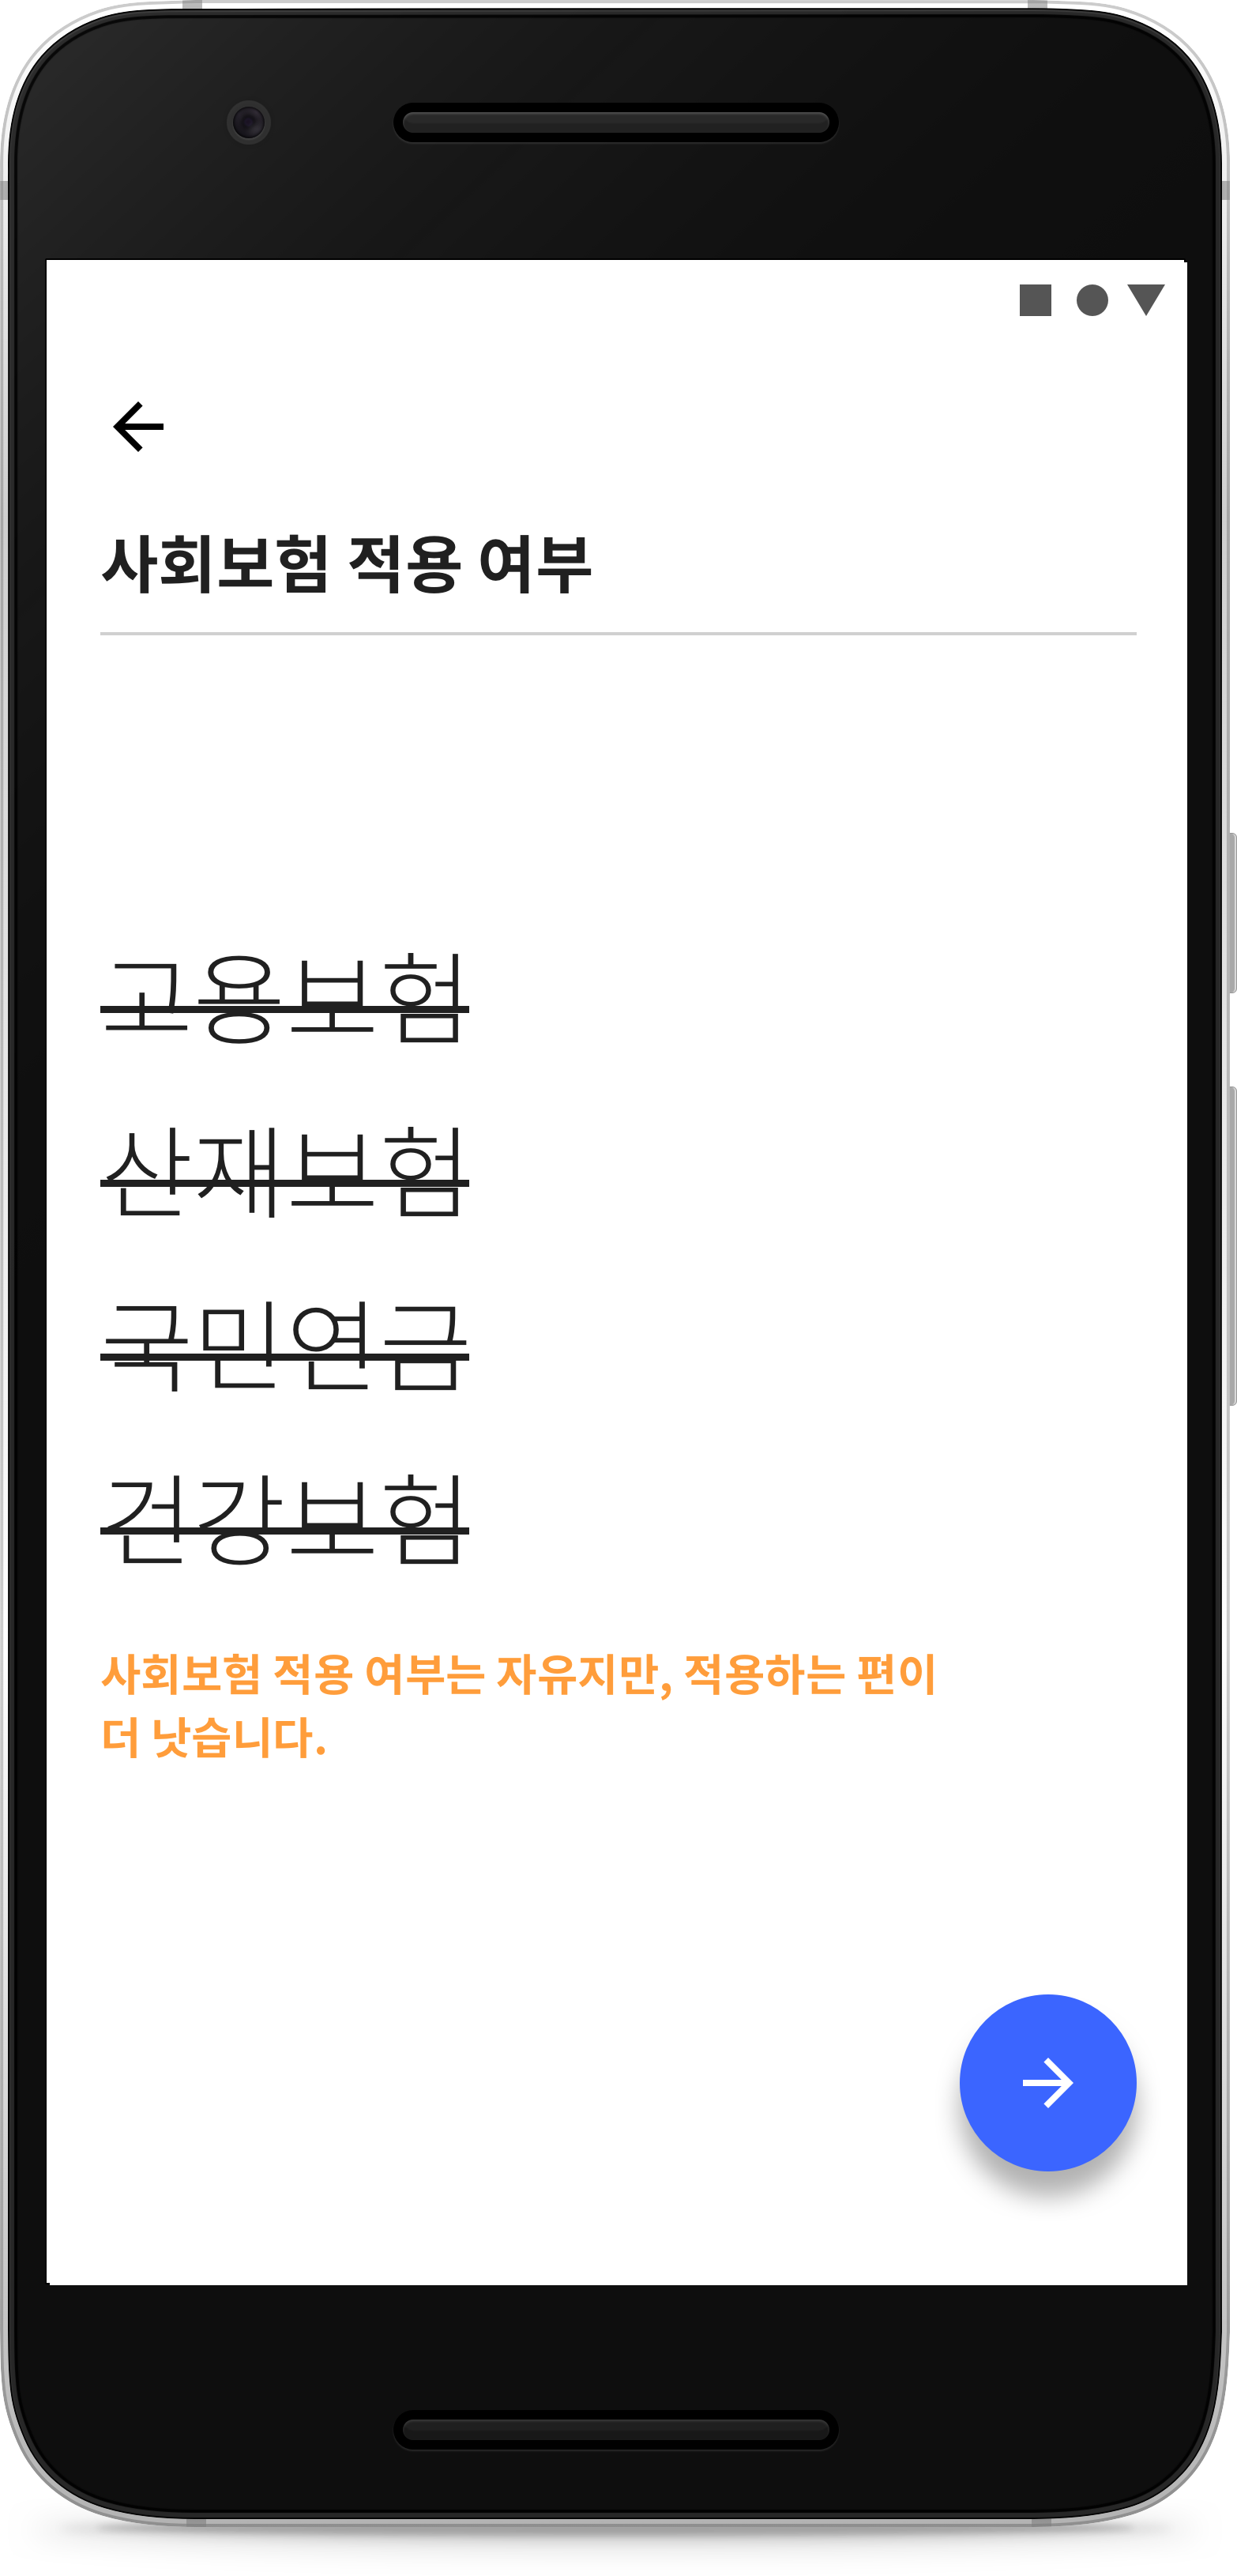 사회보험 적용 여부
고용보험
산재보험
국민연금
건강보험
사회보험 적용 여부는 자유지만, 적용하는 편이
더 낫습니다.